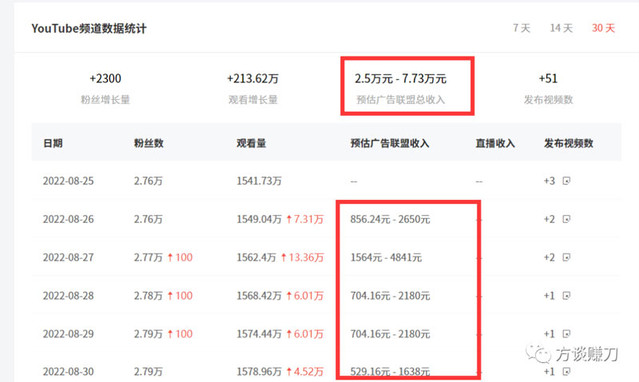 YouTube频道数据统计 7 天 14 天 30 天
+2300 +213.62万 2.5万元 - 7.73万元 +51
粉丝增长量 观看增长量 预估广告联盟总收入 发布视频数
日期 粉丝数 观看量 预估广告联盟收入 直播收入 发布视频数
2022-08-25 2.76万 1541.73万 -- -- +3
2022-08-26 2.76万 1549.04万 ↑7.31万 856.24元 - 2650元 -- +2
2022-08-27 2.77万 ↑100 1562.4万 ↑13.36万 1564元 - 4841元 -- +2
2022-08-28 2.78万 ↑100 1568.42万 ↑6.01万 704.16元 - 2180元 -- +1
2022-08-29 2.79万 ↑100 1574.44万 ↑6.01万 704.16元 - 2180元 -- +1
2022-08-30 2.79万 1578.96万 ↑4.52万 529.16元 - 1638元 -- +1
方谈赚刀